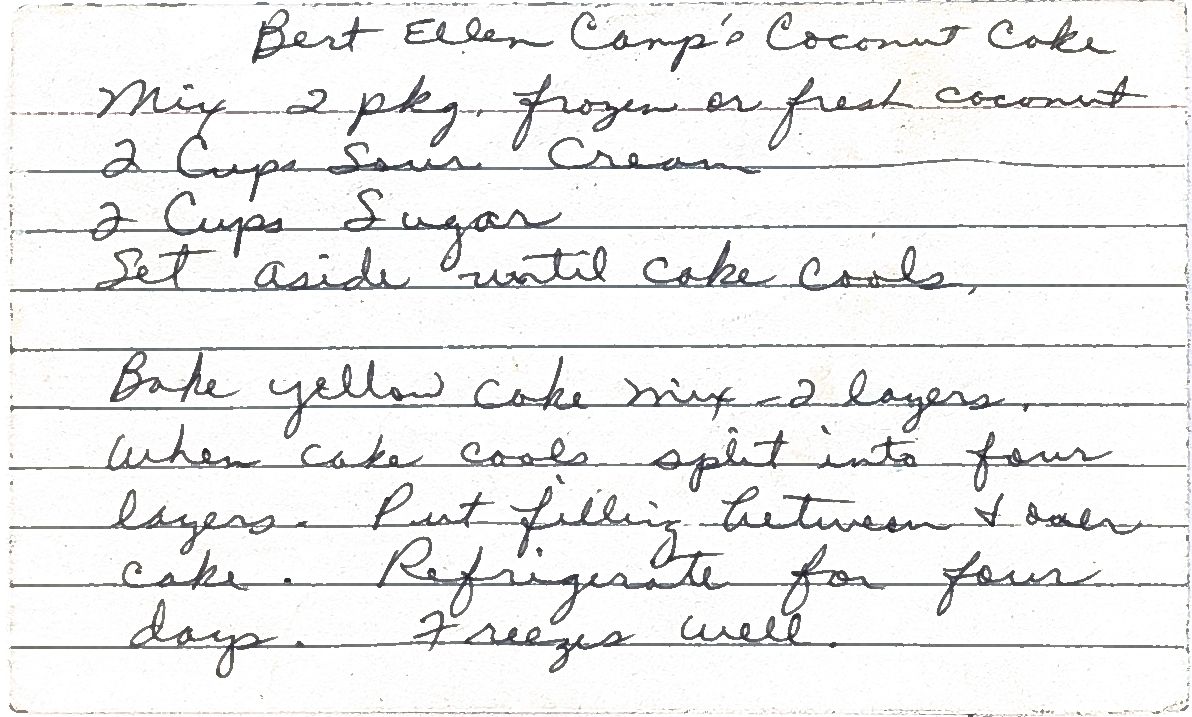 Bert Ellen Camp's Coconut Cake
Mix 2 pkg. frozen or fresh coconut
2 Cups Sour Cream
2 Cups Sugar
Set aside until cake cools.
Bake yellow cake mix - 2 layers.
When cake cools split into four
layers. Put filling between & over
cake. Refrigerate for four
days. Freezes well.